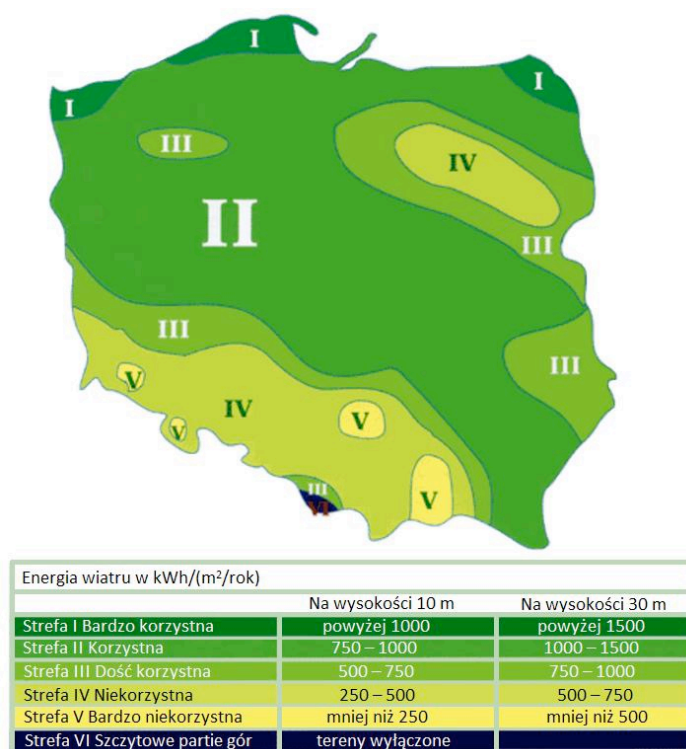 I
I
I
III
IV
II
III
III
III
V
IV
V
V
III
V
VI
Energia wiatru w kWh/(m²/rok)
Na wysokości 10 m Na wysokości 30 m
Strefa I Bardzo korzystna powyżej 1000 powyżej 1500
Strefa II Korzystna 750 – 1000 1000 – 1500
Strefa III Dość korzystna 500 – 750 750 – 1000
Strefa IV Niekorzystna 250 – 500 500 – 750
Strefa V Bardzo niekorzystna mniej niż 250 mniej niż 500
Strefa VI Szczytowe partie gór tereny wyłączone